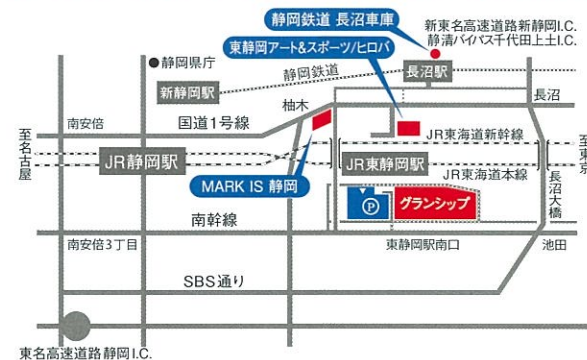 静岡鉄道 長沼車庫
新東名高速道路新静岡I.C.
静清バイパス千代田上土I.C.
東静岡アート&スポーツ/ヒロバ
静岡県庁
静岡鉄道
長沼駅
新静岡駅
柚木
長沼
南安倍
国道1号線
JR東海道新幹線
至名古屋
JR静岡駅
JR東静岡駅
至東京
MARK IS 静岡
JR東海道本線
長沼大橋
P
グランシップ
南幹線
南安倍3丁目
東静岡駅南口
池田
SBS通り
東名高速道路静岡I.C.